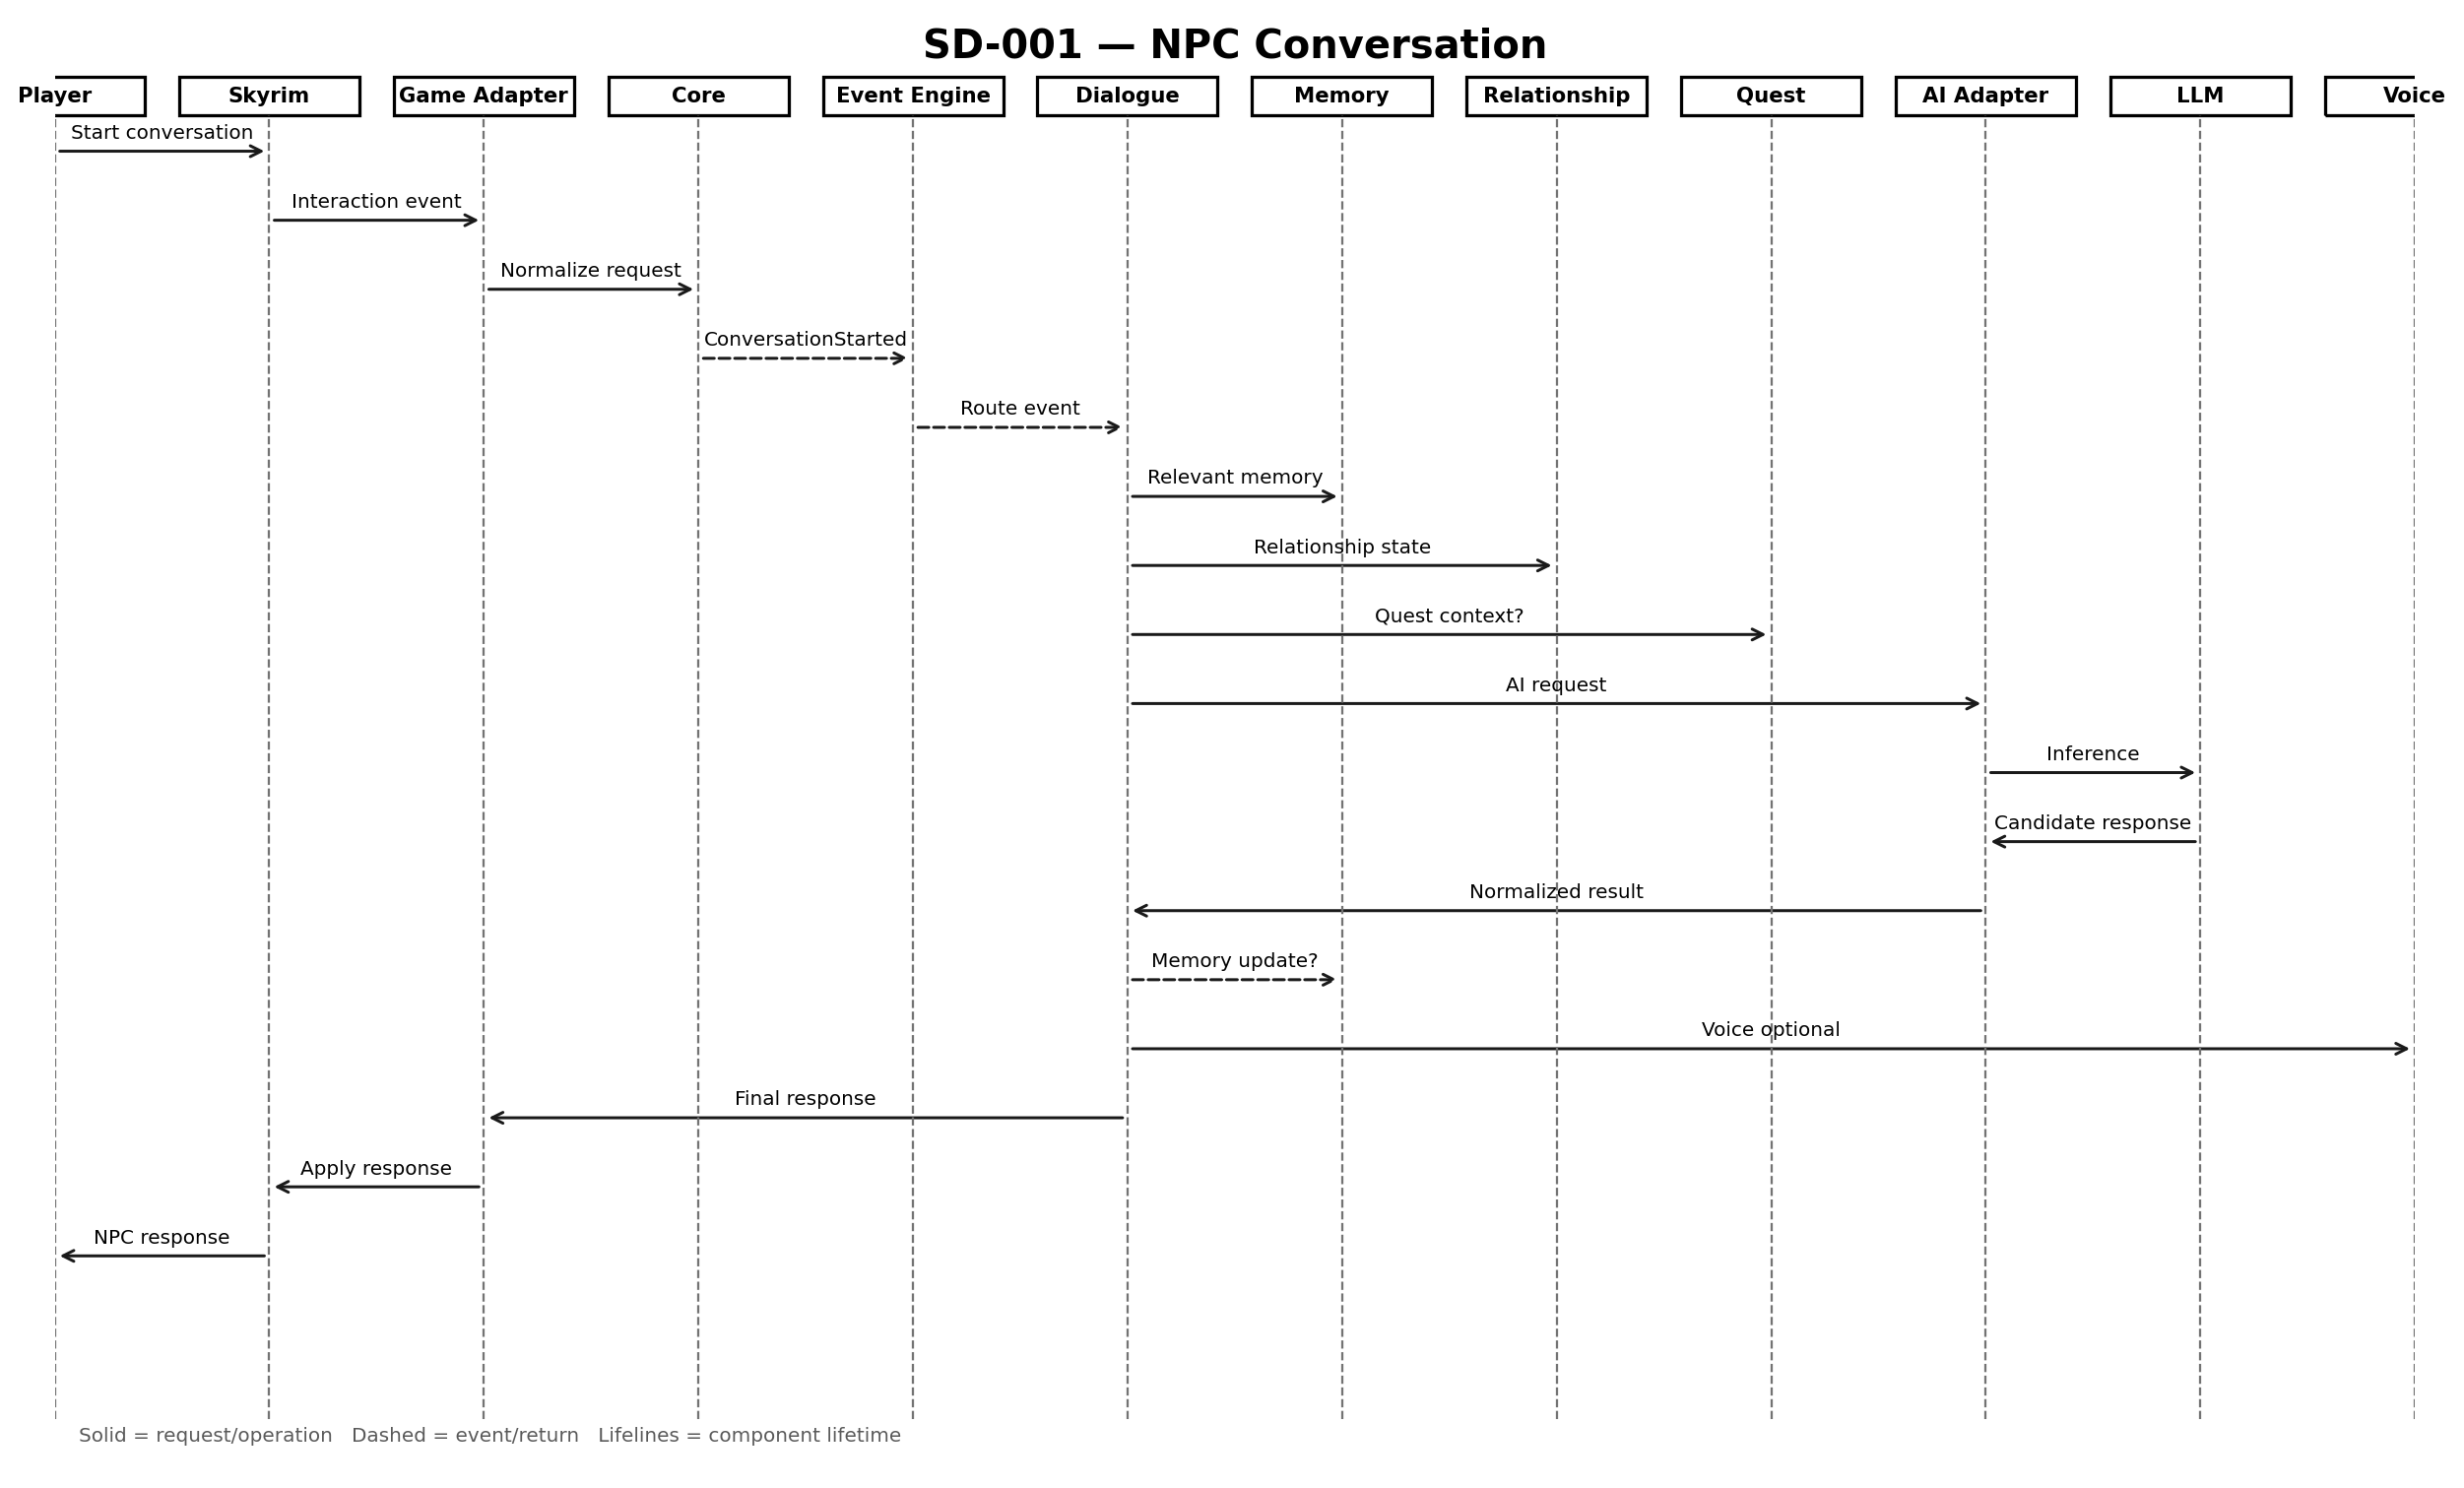 SD-001 — NPC Conversation
Player Skyrim Game Adapter Core Event Engine Dialogue Memory Relationship Quest AI Adapter LLM Voice
Start conversation
Interaction event
Normalize request
ConversationStarted
Route event
Relevant memory
Relationship state
Quest context?
AI request
Inference
Candidate response
Normalized result
Memory update?
Voice optional
Final response
Apply response
NPC response
Solid = request/operation   Dashed = event/return   Lifelines = component lifetime